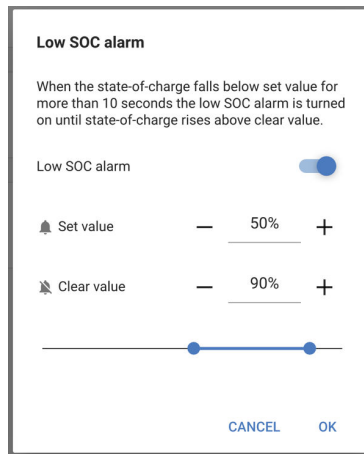 Low SOC alarm
When the state-of-charge falls below set value for
more than 10 seconds the low SOC alarm is turned
on until state-of-charge rises above clear value.
Low SOC alarm
Set value — 50% +
Clear value — 90% +
CANCEL OK